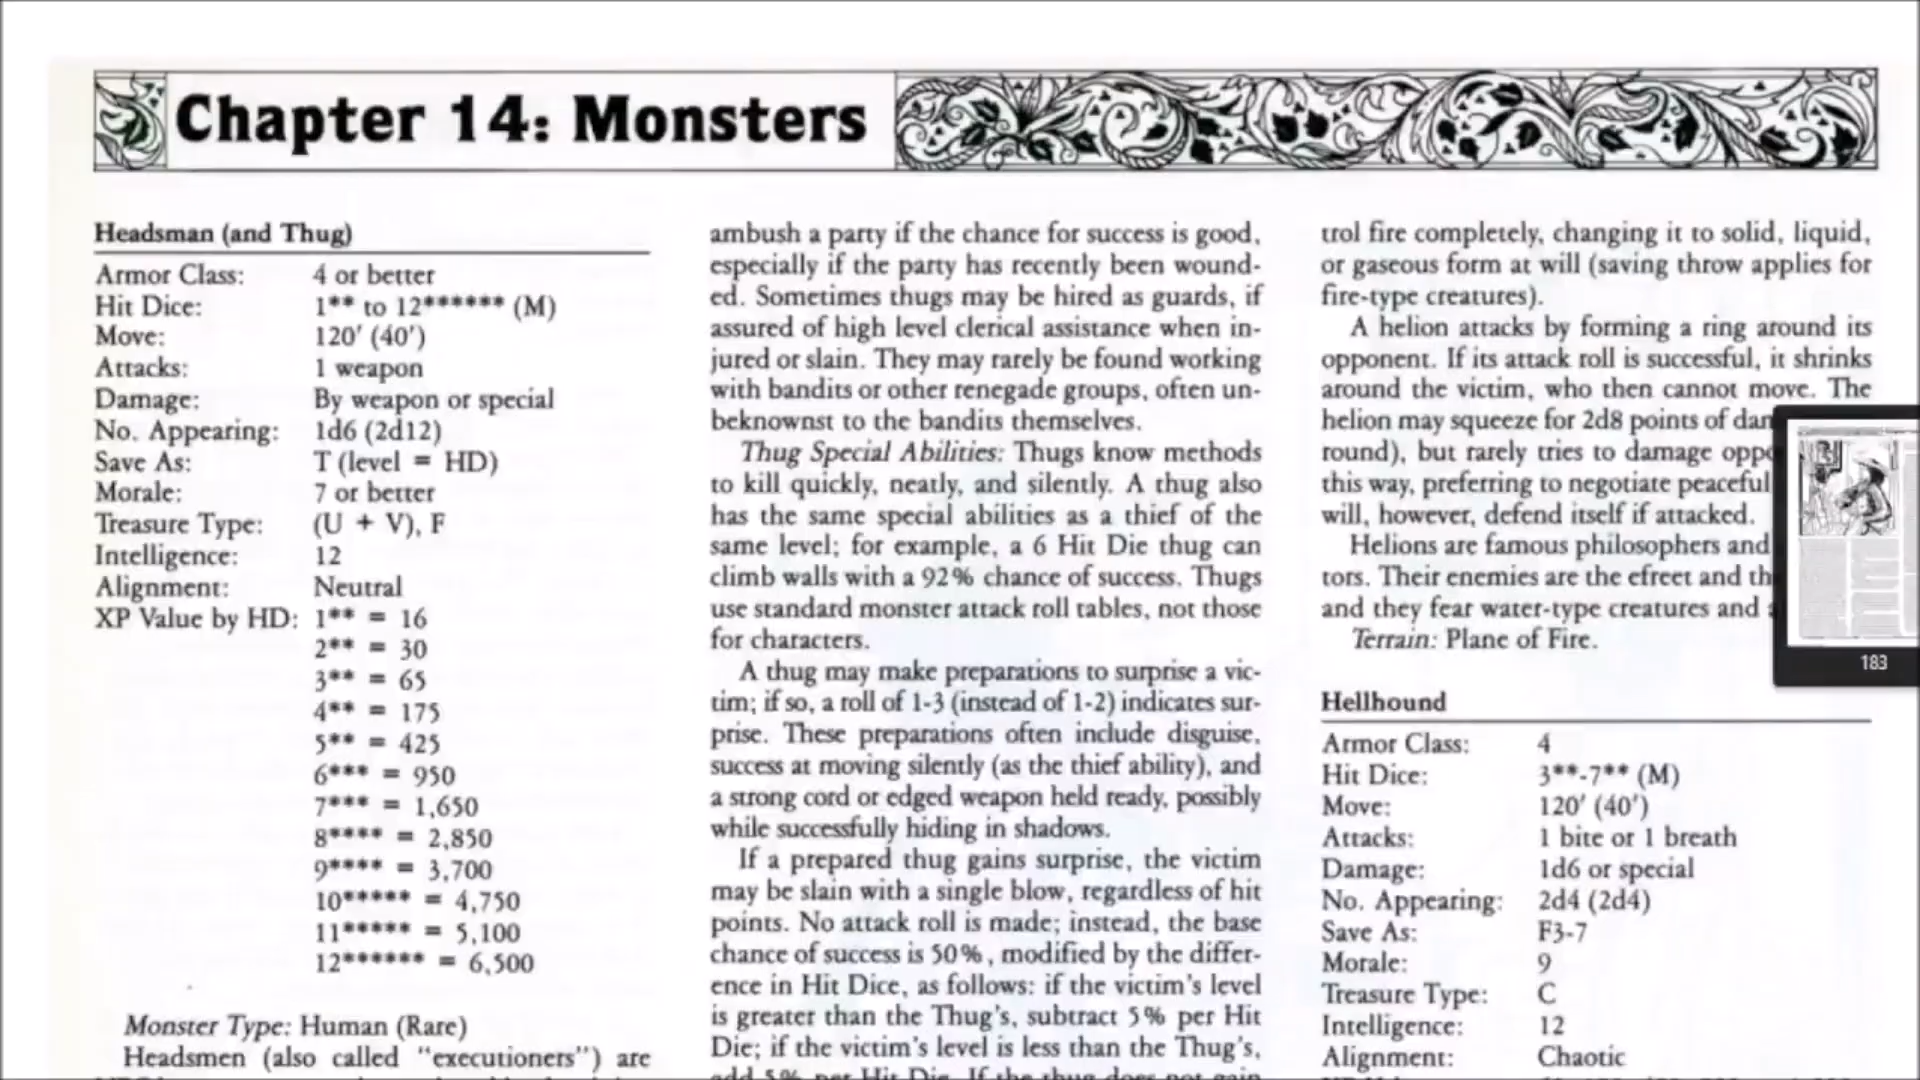 Chapter 14: Monsters
Headsman (and Thug)
Armor Class: 4 or better
Hit Dice: 1** to 12****** (M)
Move: 120' (40')
Attacks: 1 weapon
Damage: By weapon or special
No. Appearing: 1d6 (2d12)
Save As: T (level = HD)
Morale: 7 or better
Treasure Type: (U + V), F
Intelligence: 12
Alignment: Neutral
XP Value by HD: 1** = 16
2** = 30
3** = 65
4** = 175
5** = 425
6*** = 950
7*** = 1,650
8**** = 2,850
9**** = 3,700
10***** = 4,750
11***** = 5,100
12****** = 6,500
Monster Type: Human (Rare)
Headsmen (also called "executioners") are
ambush a party if the chance for success is good,
especially if the party has recently been wound-
ed. Sometimes thugs may be hired as guards, if
assured of high level clerical assistance when in-
jured or slain. They may rarely be found working
with bandits or other renegade groups, often un-
beknownst to the bandits themselves.
Thug Special Abilities: Thugs know methods
to kill quickly, neatly, and silently. A thug also
has the same special abilities as a thief of the
same level; for example, a 6 Hit Die thug can
climb walls with a 92% chance of success. Thugs
use standard monster attack roll tables, not those
for characters.
A thug may make preparations to surprise a vic-
tim; if so, a roll of 1-3 (instead of 1-2) indicates sur-
prise. These preparations often include disguise,
success at moving silently (as the thief ability), and
a strong cord or edged weapon held ready, possibly
while successfully hiding in shadows.
If a prepared thug gains surprise, the victim
may be slain with a single blow, regardless of hit
points. No attack roll is made; instead, the base
chance of success is 50%, modified by the differ-
ence in Hit Dice, as follows: if the victim's level
is greater than the Thug's, subtract 5% per Hit
Die; if the victim's level is less than the Thug's,
add 5% per Hit Die. If the thug does not gain
trol fire completely, changing it to solid, liquid,
or gaseous form at will (saving throw applies for
fire-type creatures).
A helion attacks by forming a ring around its
opponent. If its attack roll is successful, it shrinks
around the victim, who then cannot move. The
helion may squeeze for 2d8 points of dam
round), but rarely tries to damage oppo
this way, preferring to negotiate peaceful
will, however, defend itself if attacked.
Helions are famous philosophers and
tors. Their enemies are the efreet and th
and they fear water-type creatures and
Terrain: Plane of Fire.
Hellhound
Armor Class: 4
Hit Dice: 3**-7** (M)
Move: 120' (40')
Attacks: 1 bite or 1 breath
Damage: 1d6 or special
No. Appearing: 2d4 (2d4)
Save As: F3-7
Morale: 9
Treasure Type: C
Intelligence: 12
Alignment: Chaotic
183